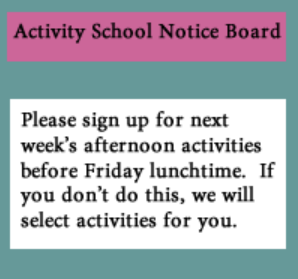 Activity School Notice Board
Please sign up for next
week's afternoon activities
before Friday lunchtime.  If
you don't do this, we will
select activities for you.